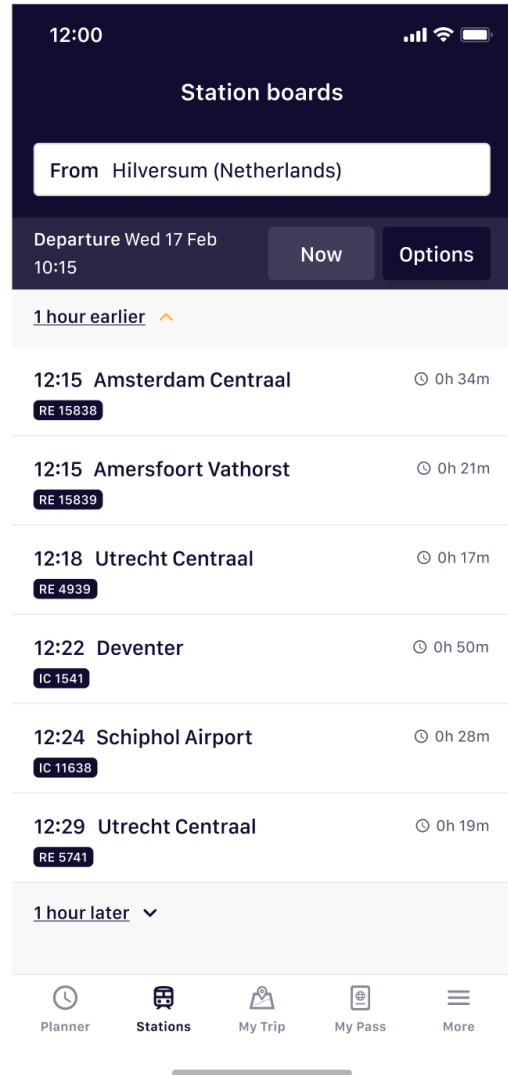 12:00
Station boards
From Hilversum (Netherlands)
Departure Wed 17 Feb
10:15
Now
Options
1 hour earlier
12:15 Amsterdam Centraal 0h 34m
RE 15838
12:15 Amersfoort Vathorst 0h 21m
RE 15839
12:18 Utrecht Centraal 0h 17m
RE 4939
12:22 Deventer 0h 50m
IC 1541
12:24 Schiphol Airport 0h 28m
IC 11638
12:29 Utrecht Centraal 0h 19m
RE 5741
1 hour later
Planner Stations My Trip My Pass More